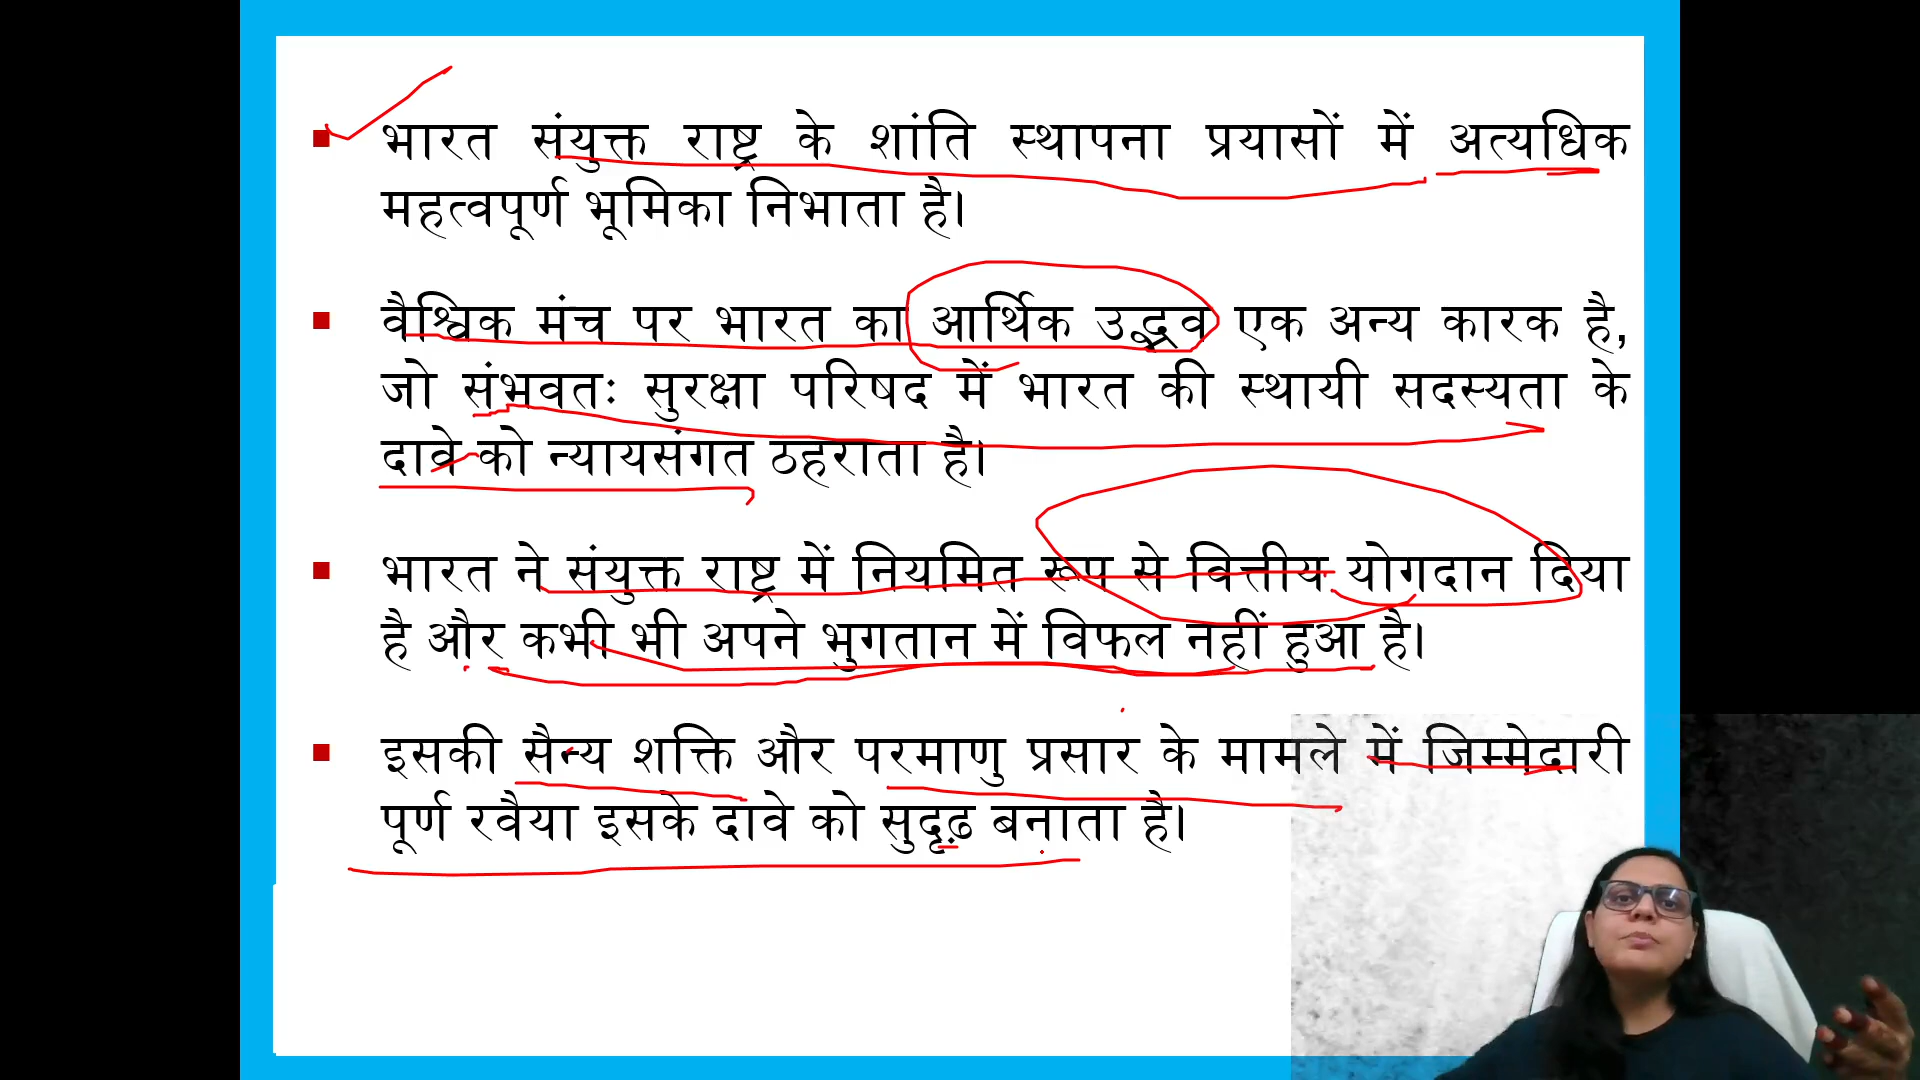 भारत संयुक्त राष्ट्र के शांति स्थापना प्रयासों में अत्यधिक
महत्वपूर्ण भूमिका निभाता है।
वैश्विक मंच पर भारत का आर्थिक उद्भव एक अन्य कारक है,
जो संभवतः सुरक्षा परिषद में भारत की स्थायी सदस्यता के
दावे को न्यायसंगत ठहराता है।
भारत ने संयुक्त राष्ट्र में नियमित रूप से वित्तीय योगदान दिया
है और कभी भी अपने भुगतान में विफल नहीं हुआ है।
इसकी सैन्य शक्ति और परमाणु प्रसार के मामले में जिम्मेदारी
पूर्ण रवैया इसके दावे को सुदृढ़ बनाता है।